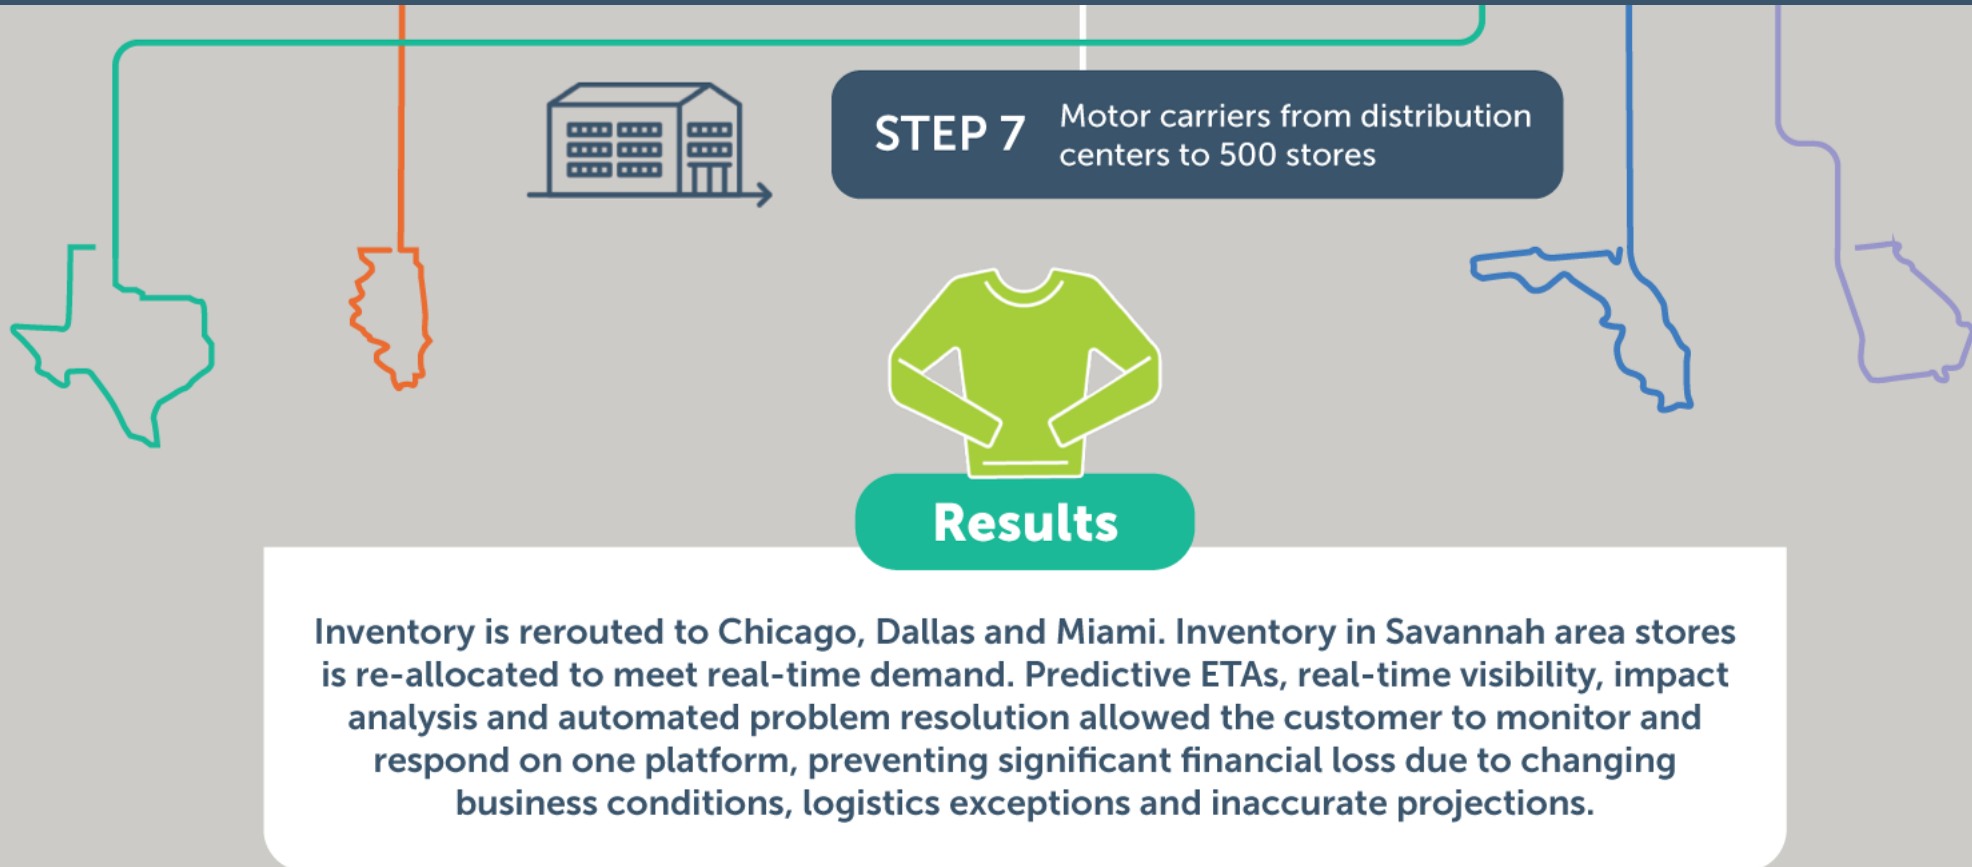 STEP 7
Motor carriers from distribution
centers to 500 stores
Results
Inventory is rerouted to Chicago, Dallas and Miami. Inventory in Savannah area stores
is re-allocated to meet real-time demand. Predictive ETAs, real-time visibility, impact
analysis and automated problem resolution allowed the customer to monitor and
respond on one platform, preventing significant financial loss due to changing
business conditions, logistics exceptions and inaccurate projections.